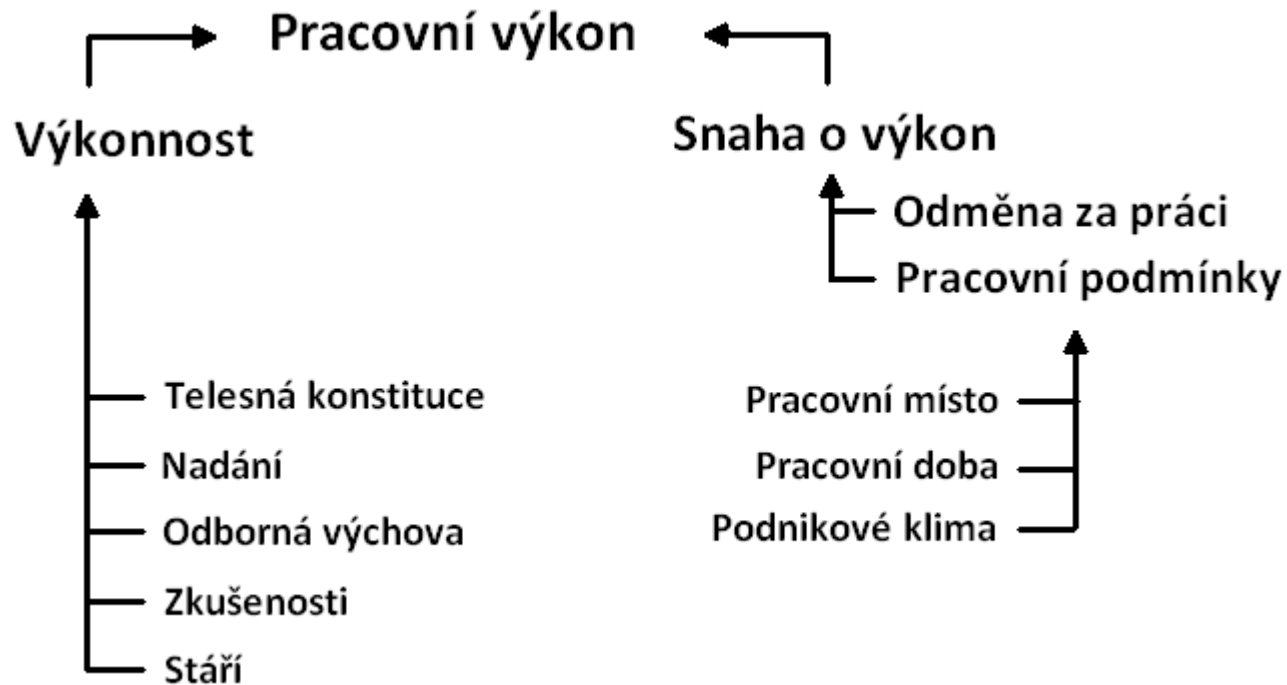 Pracovní výkon
Výkonnost
Snaha o výkon
Odměna za práci
Pracovní podmínky
Telesná konstituce
Nadání
Odborná výchova
Zkušenosti
Stáří
Pracovní místo
Pracovní doba
Podnikové klima